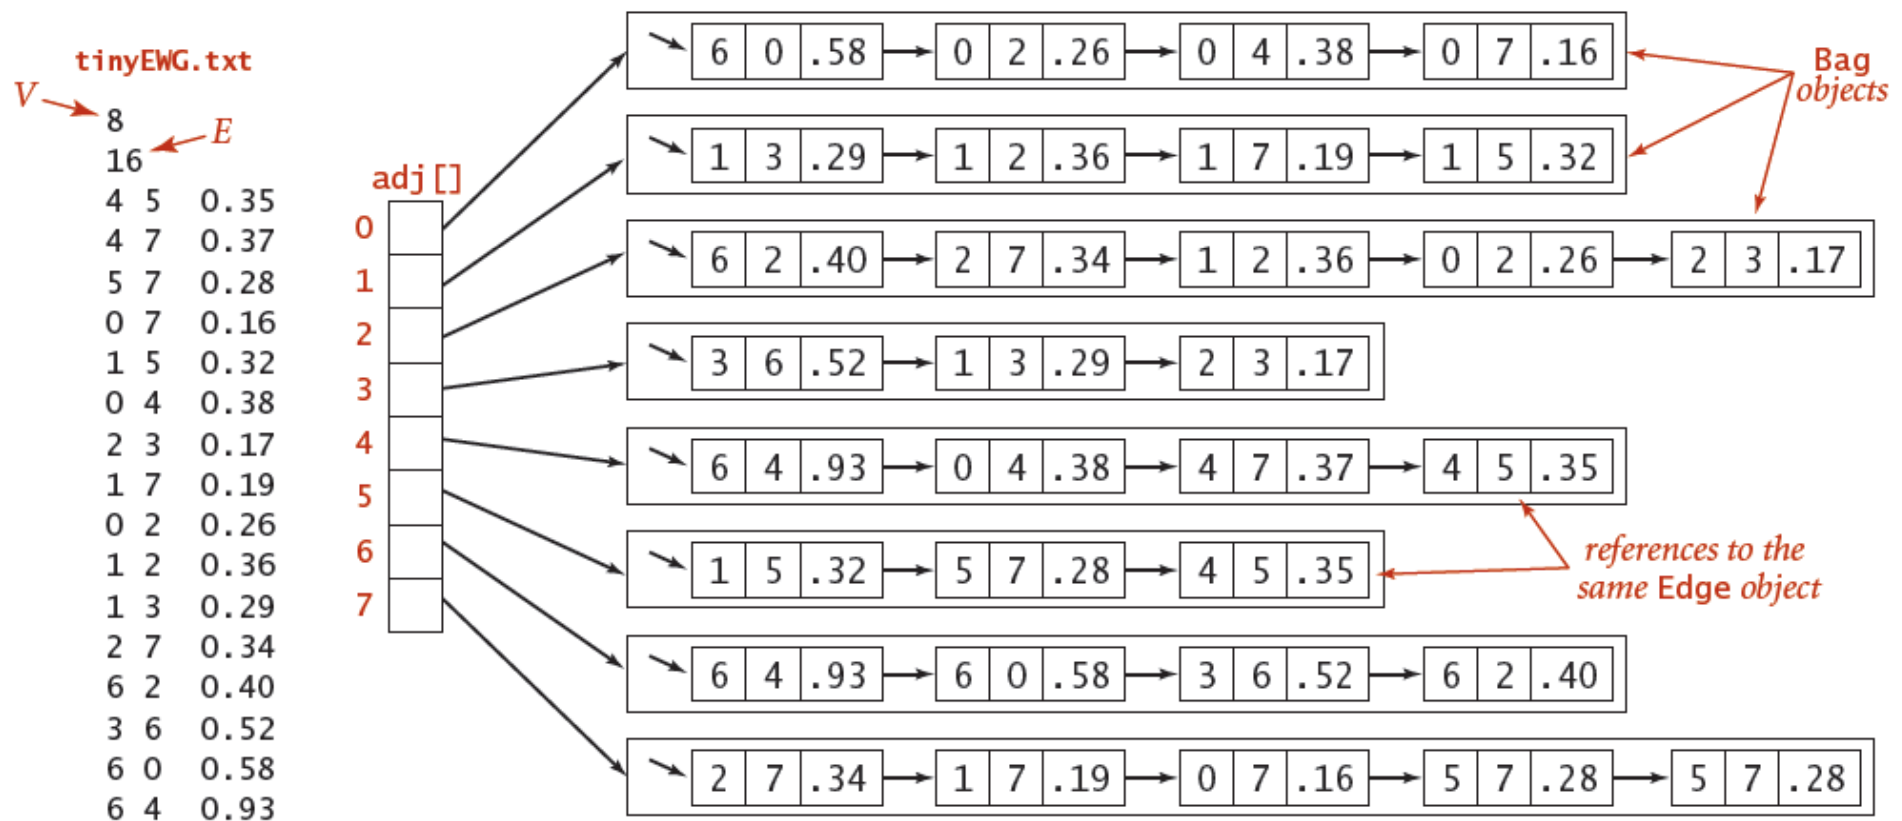 tinyEWG.txt
V
8
E
16
4 5 0.35
4 7 0.37
5 7 0.28
0 7 0.16
1 5 0.32
0 4 0.38
2 3 0.17
1 7 0.19
0 2 0.26
1 2 0.36
1 3 0.29
2 7 0.34
6 2 0.40
3 6 0.52
6 0 0.58
6 4 0.93
adj[]
0
1
2
3
4
5
6
7
6 0 .58 0 2 .26 0 4 .38 0 7 .16
1 3 .29 1 2 .36 1 7 .19 1 5 .32
6 2 .40 2 7 .34 1 2 .36 0 2 .26 2 3 .17
3 6 .52 1 3 .29 2 3 .17
6 4 .93 0 4 .38 4 7 .37 4 5 .35
1 5 .32 5 7 .28 4 5 .35
6 4 .93 6 0 .58 3 6 .52 6 2 .40
2 7 .34 1 7 .19 0 7 .16 5 7 .28 5 7 .28
Bag
objects
references to the
same Edge object